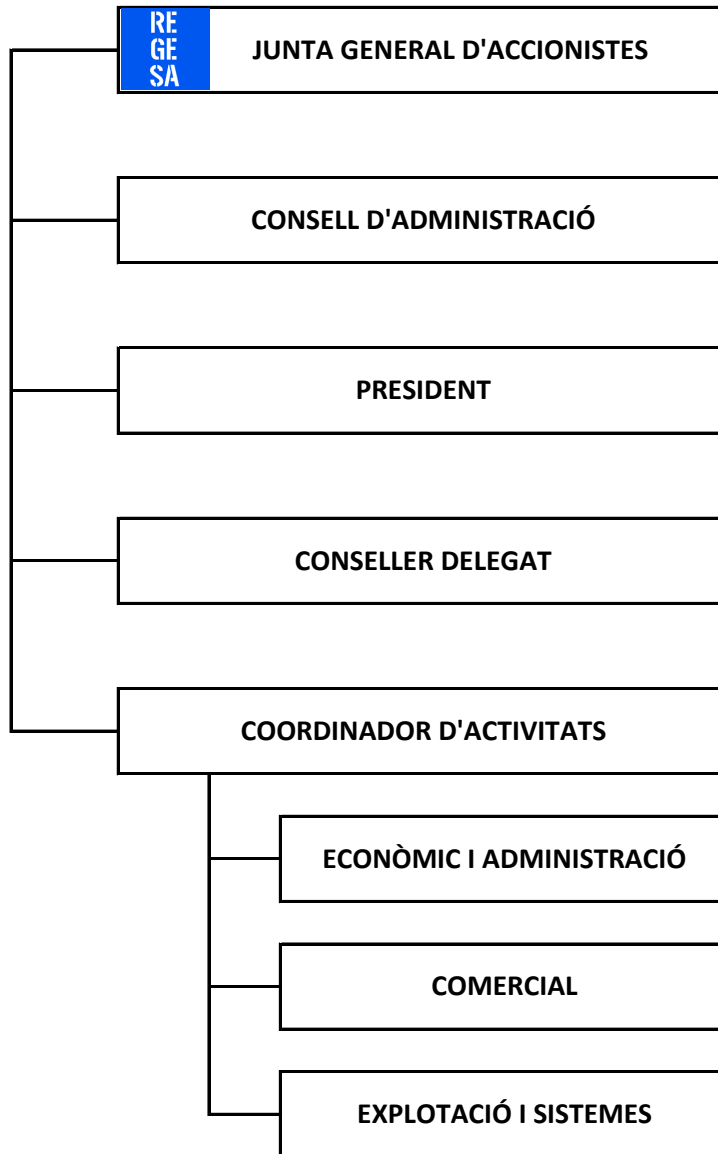 RE
GE
SA
JUNTA GENERAL D'ACCIONISTES
CONSELL D'ADMINISTRACIÓ
PRESIDENT
CONSELLER DELEGAT
COORDINADOR D'ACTIVITATS
ECONÒMIC I ADMINISTRACIÓ
COMERCIAL
EXPLOTACIÓ I SISTEMES